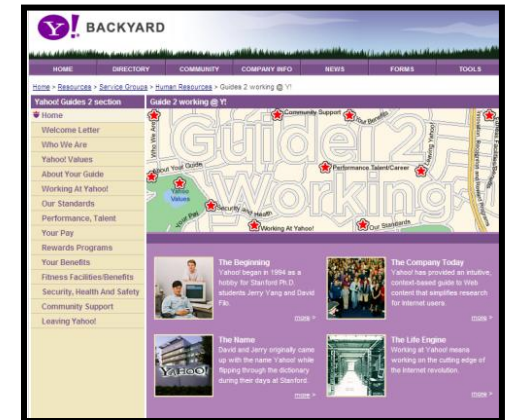 Y! BACKYARD
HOME DIRECTORY COMMUNITY COMPANY INFO NEWS FORMS TOOLS
Home > Resources > Service Groups > Human Resources > Guides 2 working @ Y!
Yahoo! Guides 2 section
Home
Welcome Letter
Who We Are
Yahoo! Values
About Your Guide
Working At Yahoo!
Our Standards
Performance, Talent
Your Pay
Rewards Programs
Your Benefits
Fitness Facilities/Benefits
Security, Health And Safety
Community Support
Leaving Yahoo!
Guide 2 working @ Y!
Guide 2
Working
Who We Are
Community Support
Your Benefits
Leaving Yahoo!
About Your Guide
Performance Talent/Career
Yahoo
Values
Security and Health
Your Pay
Working At Yahoo!
Our Standards
The Beginning
Yahoo! began in 1994 as a
hobby for Stanford Ph.D.
students Jerry Yang and David
Filo.
more >
The Company Today
Yahoo! has provided an intuitive,
context-based guide to Web
content that simplifies research
for Internet users.
more >
YAHOO!
The Name
David and Jerry originally came
up with the name Yahoo! while
flipping through the dictionary
during their days at Stanford.
more >
The Life Engine
Working at Yahoo! means
working on the cutting edge of
the Internet revolution.
more >